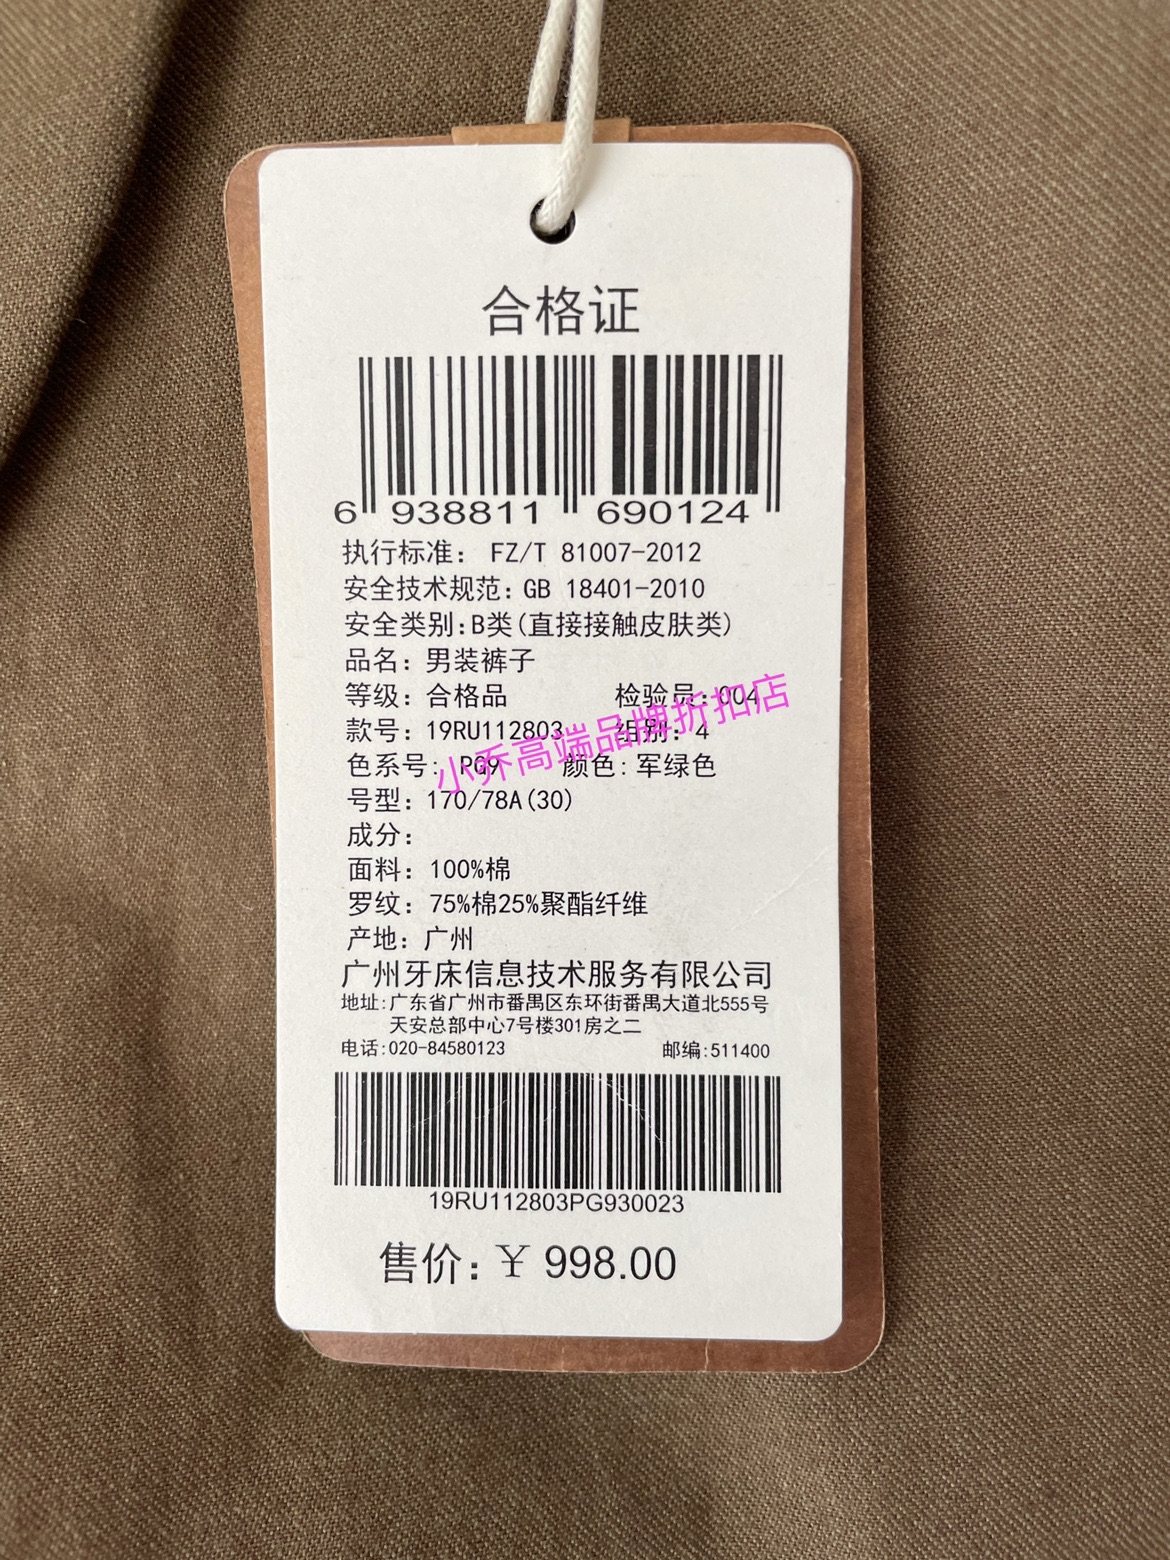 合格证
6 938811 690124
执行标准: FZ/T 81007-2012
安全技术规范:GB 18401-2010
安全类别:B类(直接接触皮肤类)
品名: 男装裤子
等级: 合格品 检验员:004
款号: 19RU112803 组别: 4
小乔高端品牌折扣店
色系号: PG9 颜色: 军绿色
号型: 170/78A(30)
成分:
面料: 100%棉
罗纹: 75%棉25%聚酯纤维
产地: 广州
广州牙床信息技术服务有限公司
地址:广东省广州市番禺区东环街番禺大道北555号
天安总部中心7号楼301房之二
电话:020-84580123 邮编:511400
19RU112803PG930023
售价: ¥ 998.00